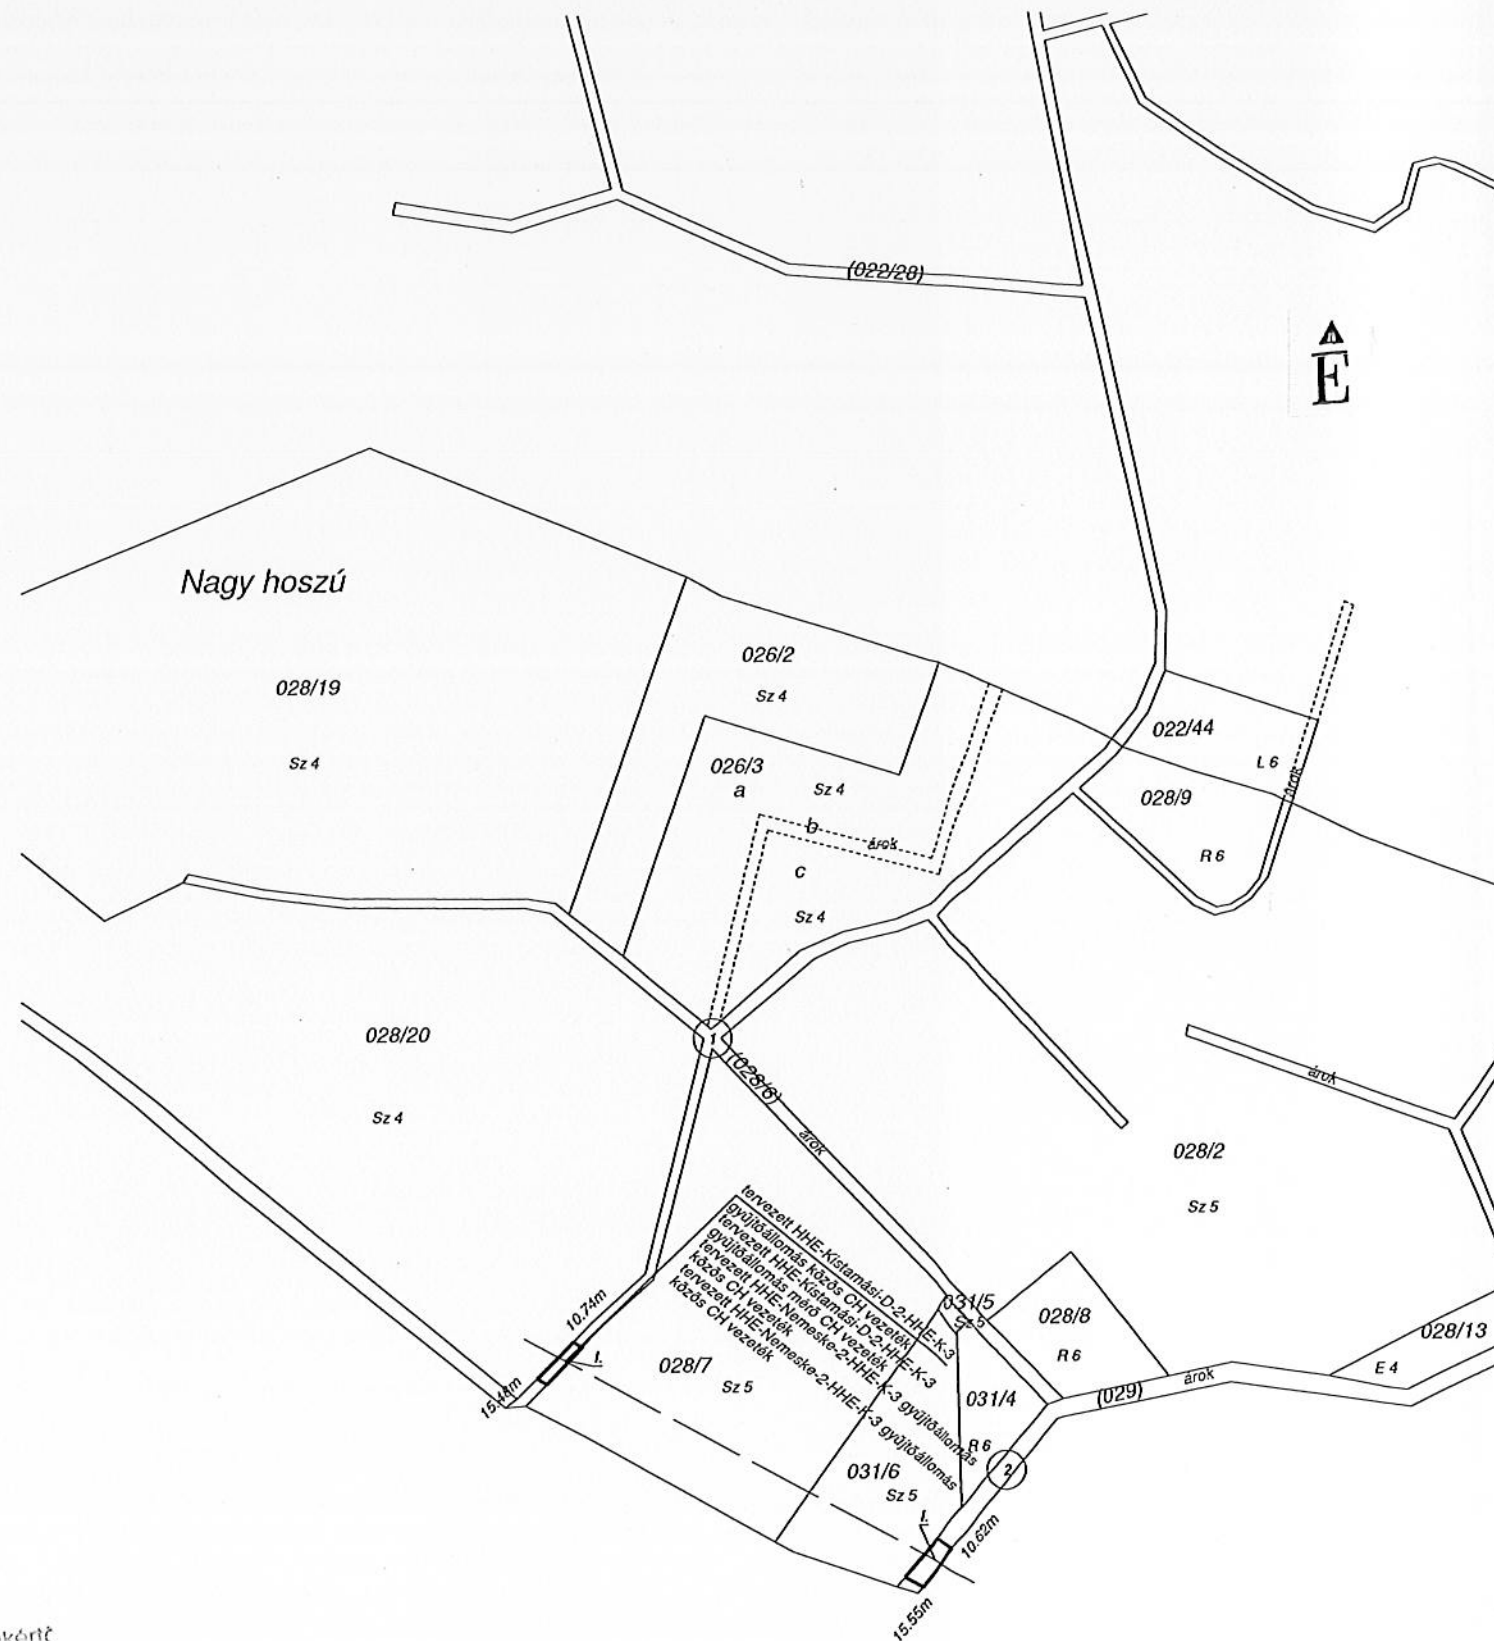 (022/28)
n
É
Nagy hoszú
026/2
028/19
Sz 4
022/44
Sz 4
026/3
L 6
a
Sz 4
árok
028/9
b
árok
R 6
c
Sz 4
028/20
1
(028/6)
árok
árok
Sz 4
028/2
Sz 5
tervezett HHE-Kistamási-D-2-HHE-K-3
gyűjtőállomás közös CH vezeték
tervezett HHE-Kistamási-D-2-HHE-K-3
gyűjtőállomás mérő CH vezeték
tervezett HHE-Nemeske-2-HHE-K-3 gyűjtőállomás
közös CH vezeték
tervezett HHE-Nemeske-2-HHE-K-3 gyűjtőállomás
közös CH vezeték
031/5
Sz 5
028/8
R 6
10.74m
I.
028/7
Sz 5
028/13
E 4
(029)
árok
15.48m
031/4
R 6
2
031/6
Sz 5
I.
10.62m
15.55m